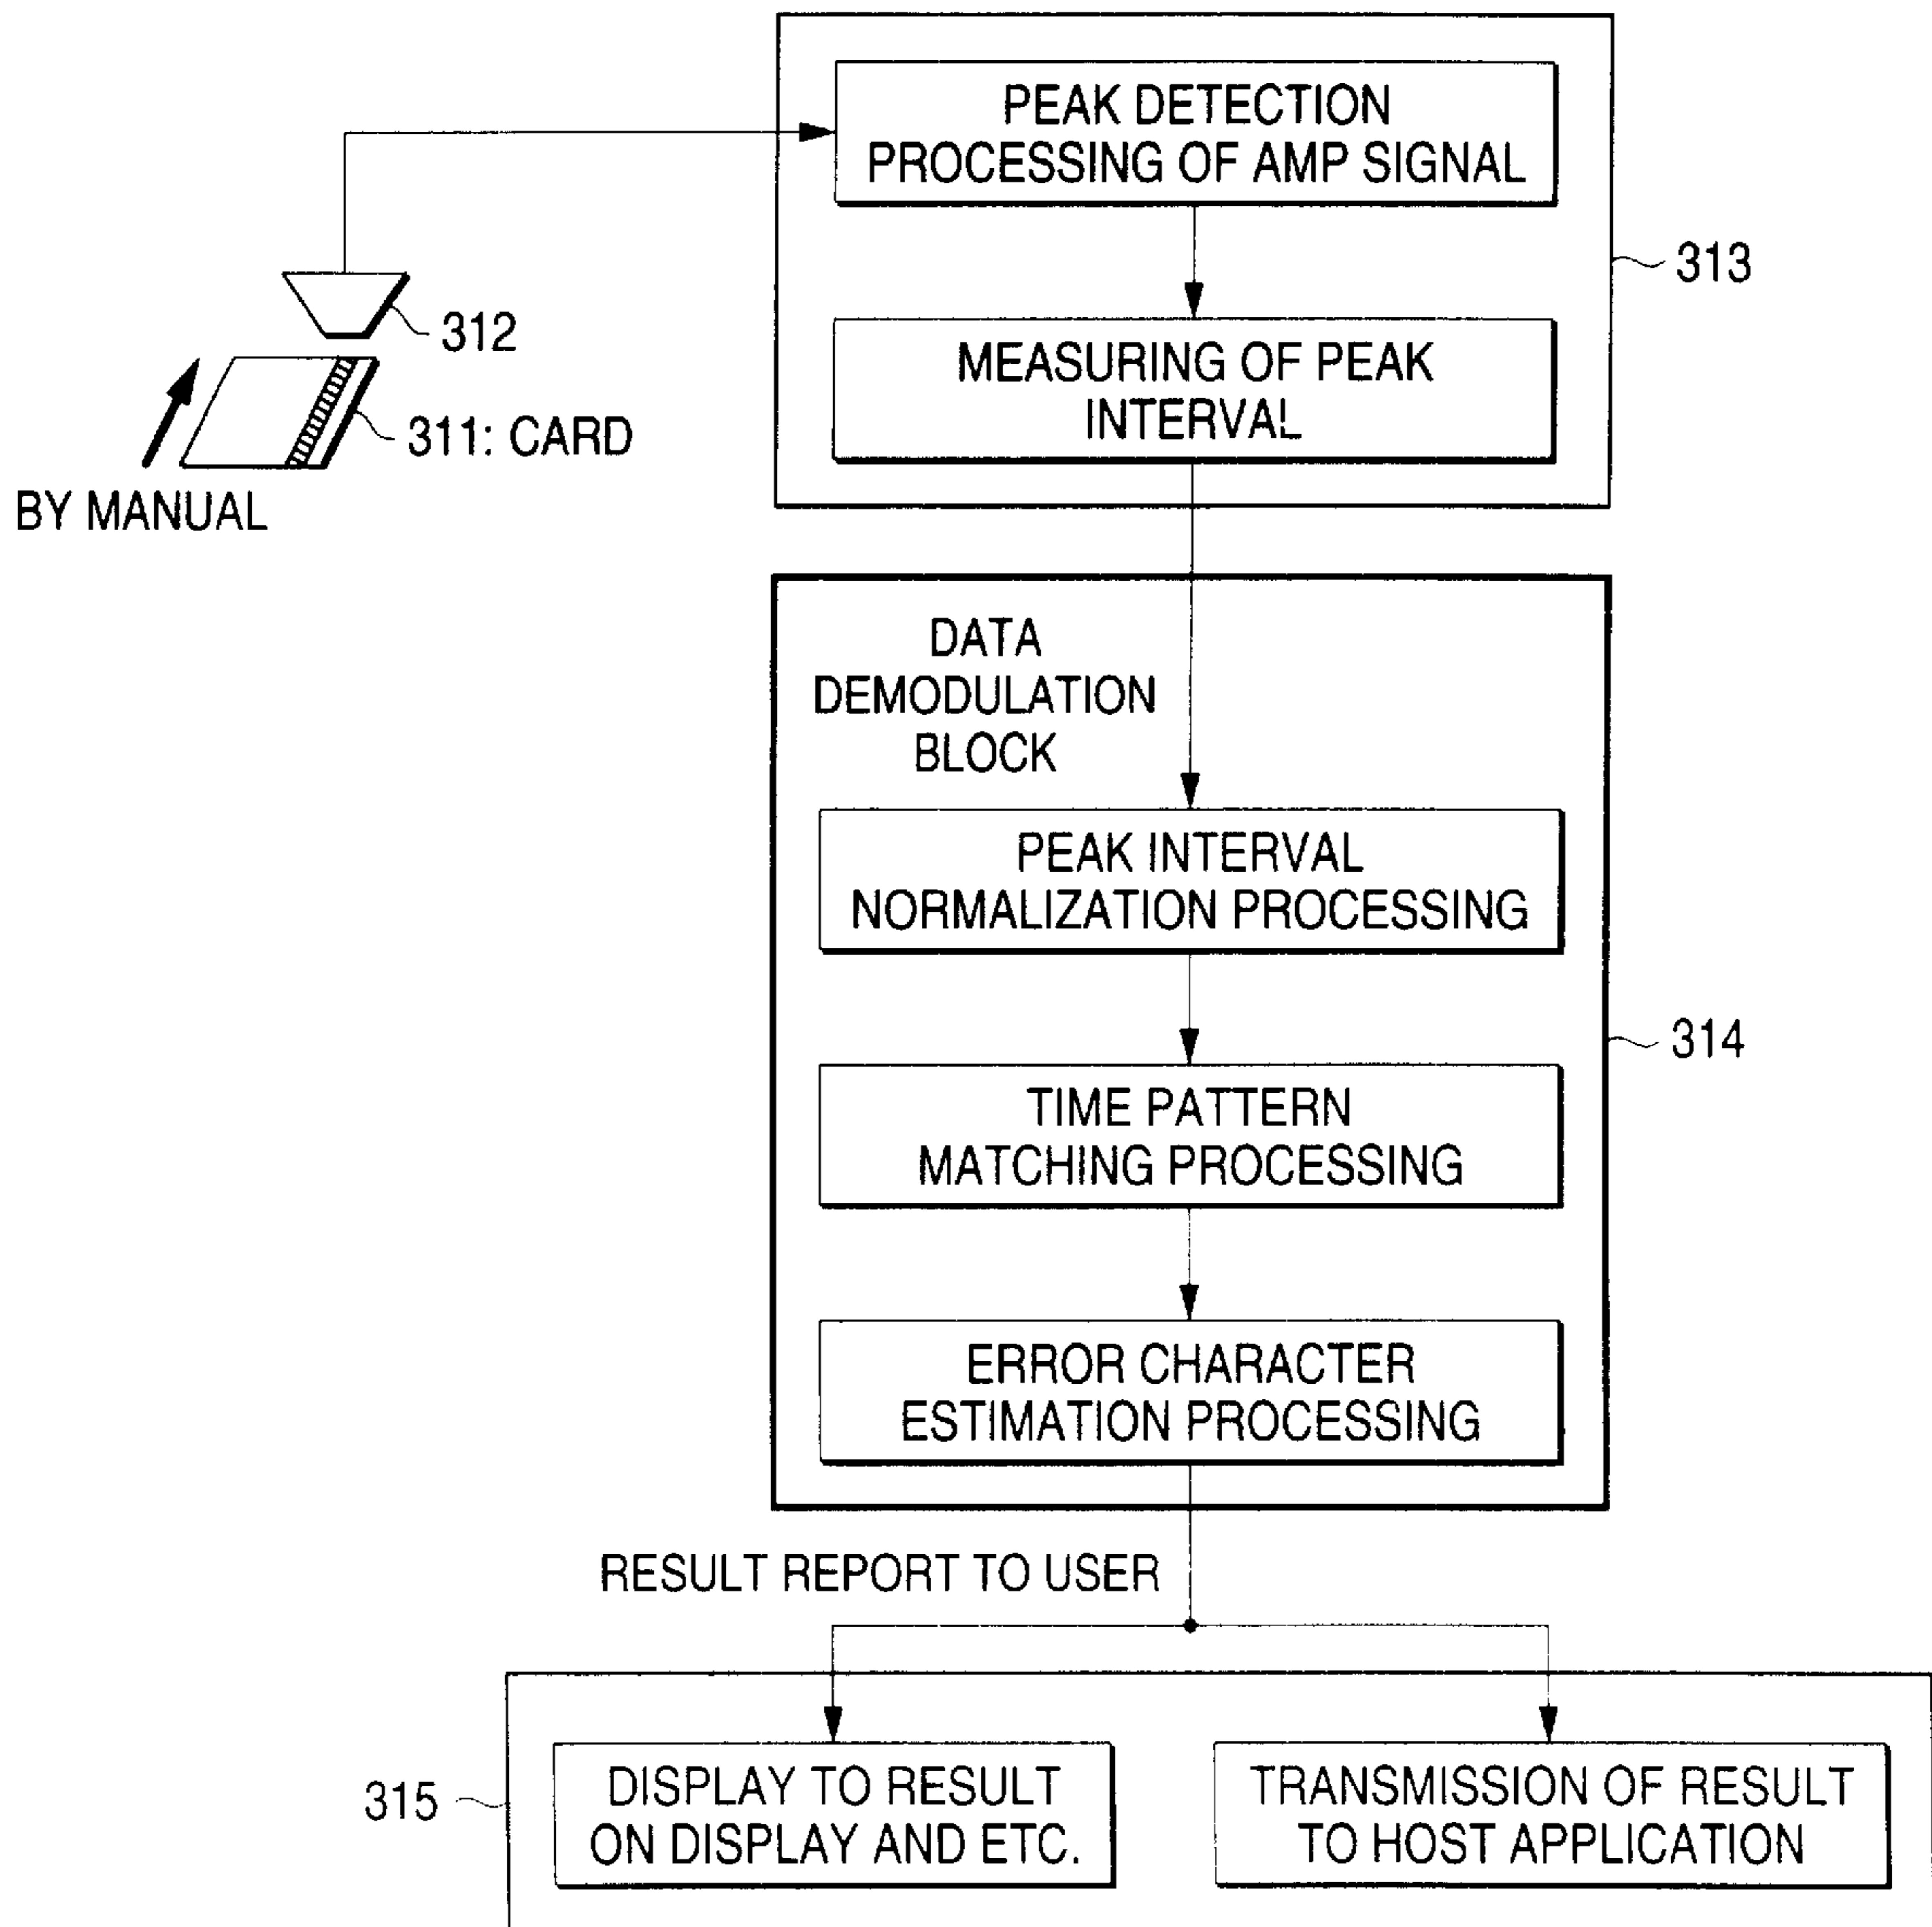 PEAK DETECTION
PROCESSING OF AMP SIGNAL
313
312
MEASURING OF PEAK
INTERVAL
311: CARD
BY MANUAL
DATA
DEMODULATION
BLOCK
PEAK INTERVAL
NORMALIZATION PROCESSING
314
TIME PATTERN
MATCHING PROCESSING
ERROR CHARACTER
ESTIMATION PROCESSING
RESULT REPORT TO USER
315
DISPLAY TO RESULT
ON DISPLAY AND ETC.
TRANSMISSION OF RESULT
TO HOST APPLICATION